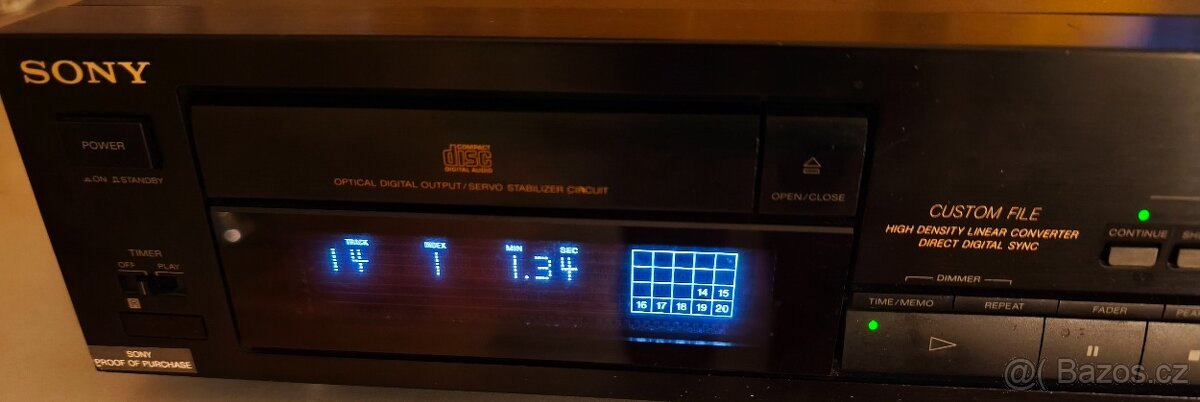 SONY
POWER
ON STANDBY
TIMER
OFF PLAY
SONY
PROOF OF PURCHASE
COMPACT
disc
DIGITAL AUDIO
OPTICAL DIGITAL OUTPUT/SERVO STABILIZER CIRCUIT
OPEN/CLOSE
TRACK INDEX MIN SEC
14 1 1.34
14 15
16 17 18 19 20
CUSTOM FILE
HIGH DENSITY LINEAR CONVERTER
DIRECT DIGITAL SYNC
CONTINUE
DIMMER
TIME/MEMO REPEAT FADER
@ Bazos.cz